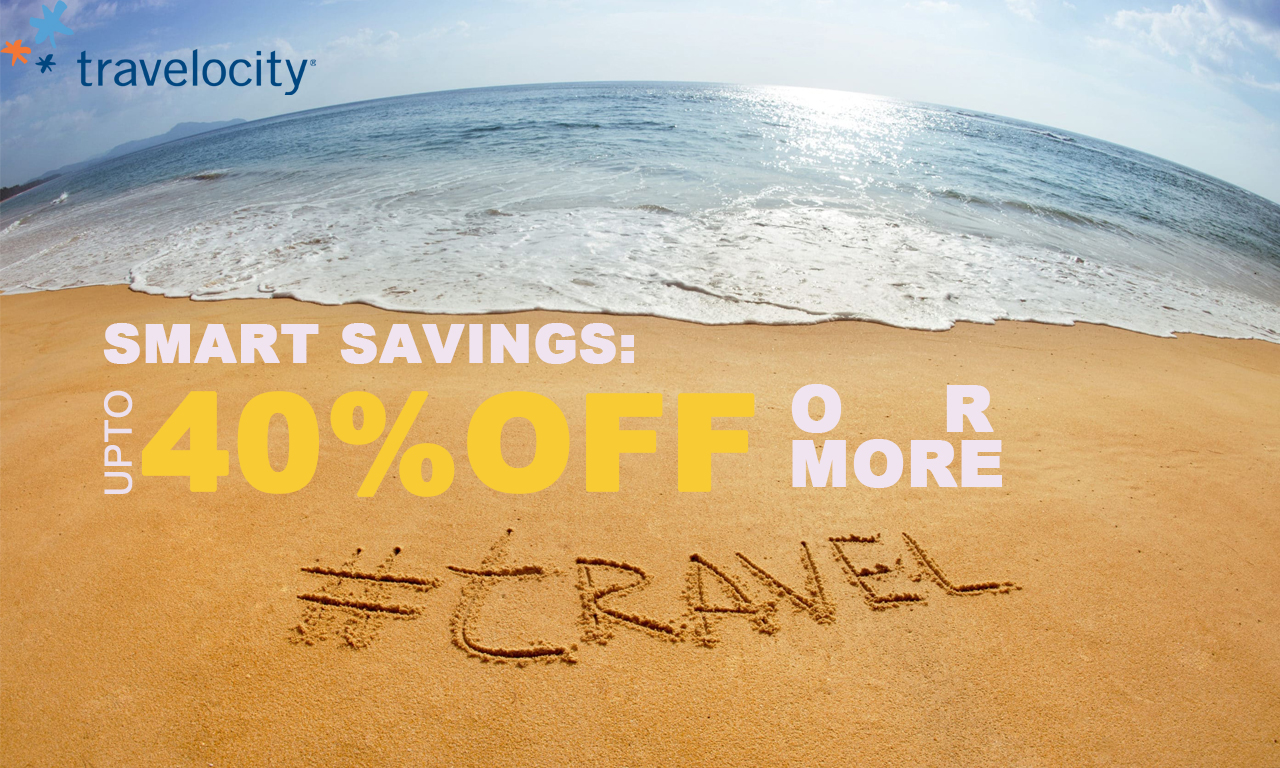 travelocity®
SMART SAVINGS:
UPTO 40%OFF O R
MORE
#tRAVEL